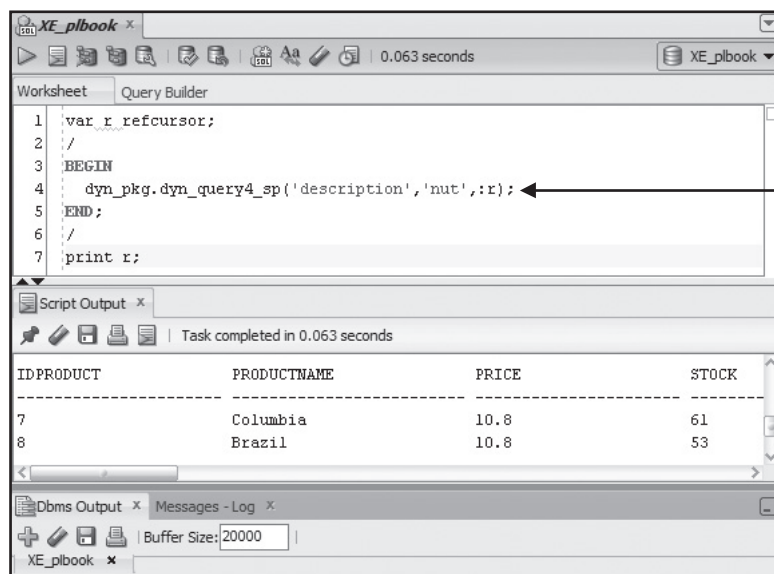 XE_plbook
0.063 seconds
XE_plbook
Worksheet Query Builder
1 var r refcursor;
2 /
3 BEGIN
4 dyn_pkg.dyn_query4_sp('description','nut',:r);
5 END;
6 /
7 print r;
Script Output
Task completed in 0.063 seconds
IDPRODUCT PRODUCTNAME PRICE STOCK
7 Columbia 10.8 61
8 Brazil 10.8 53
Dbms Output Messages - Log
Buffer Size: 20000
XE_plbook